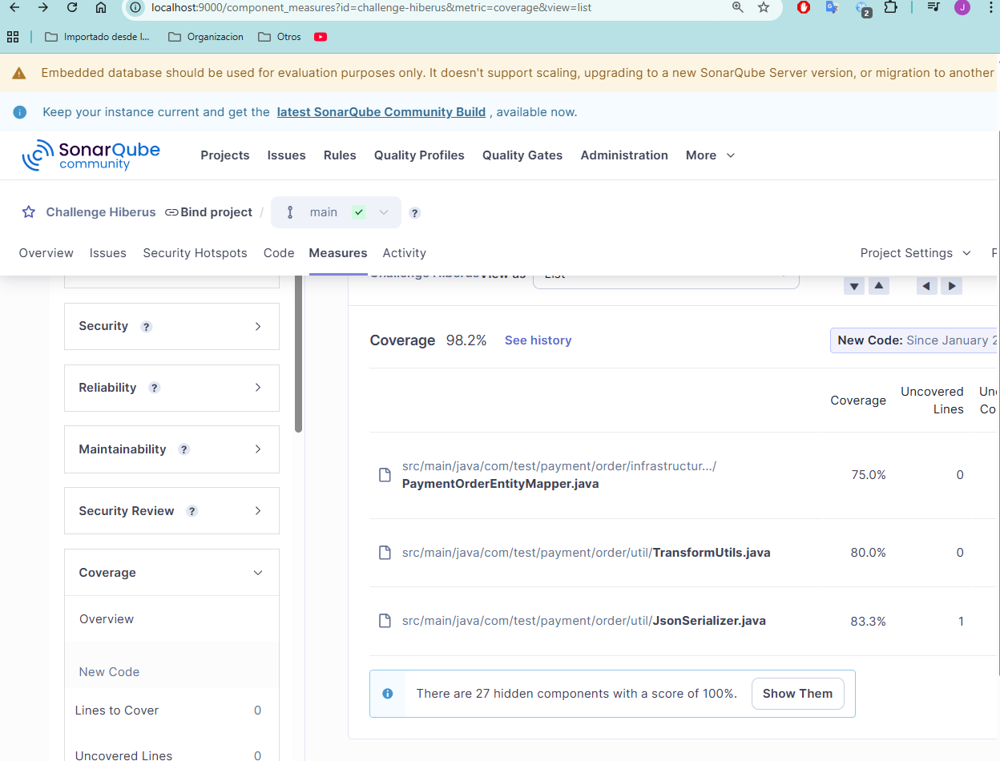 localhost:9000/component_measures?id=challenge-hiberus&metric=coverage&view=list
2
J
Importado desde l...
Organizacion
Otros
Embedded database should be used for evaluation purposes only. It doesn't support scaling, upgrading to a new SonarQube Server version, or migration to another
Keep your instance current and get the latest SonarQube Community Build , available now.
SonarQube
community
Projects
Issues
Rules
Quality Profiles
Quality Gates
Administration
More
Challenge Hiberus
Bind project
/
main
?
Overview
Issues
Security Hotspots
Code
Measures
Activity
Project Settings
Challenge Hiberus View as
List
Security ?
Reliability ?
Maintainability ?
Security Review ?
Coverage
Overview
New Code
Lines to Cover 0
Uncovered Lines 0
Coverage 98.2% See history
New Code: Since January 2
Coverage
Uncovered
Lines
src/main/java/com/test/payment/order/infrastructur.../
PaymentOrderEntityMapper.java
75.0%
0
src/main/java/com/test/payment/order/util/TransformUtils.java
80.0%
0
src/main/java/com/test/payment/order/util/JsonSerializer.java
83.3%
1
There are 27 hidden components with a score of 100%.
Show Them